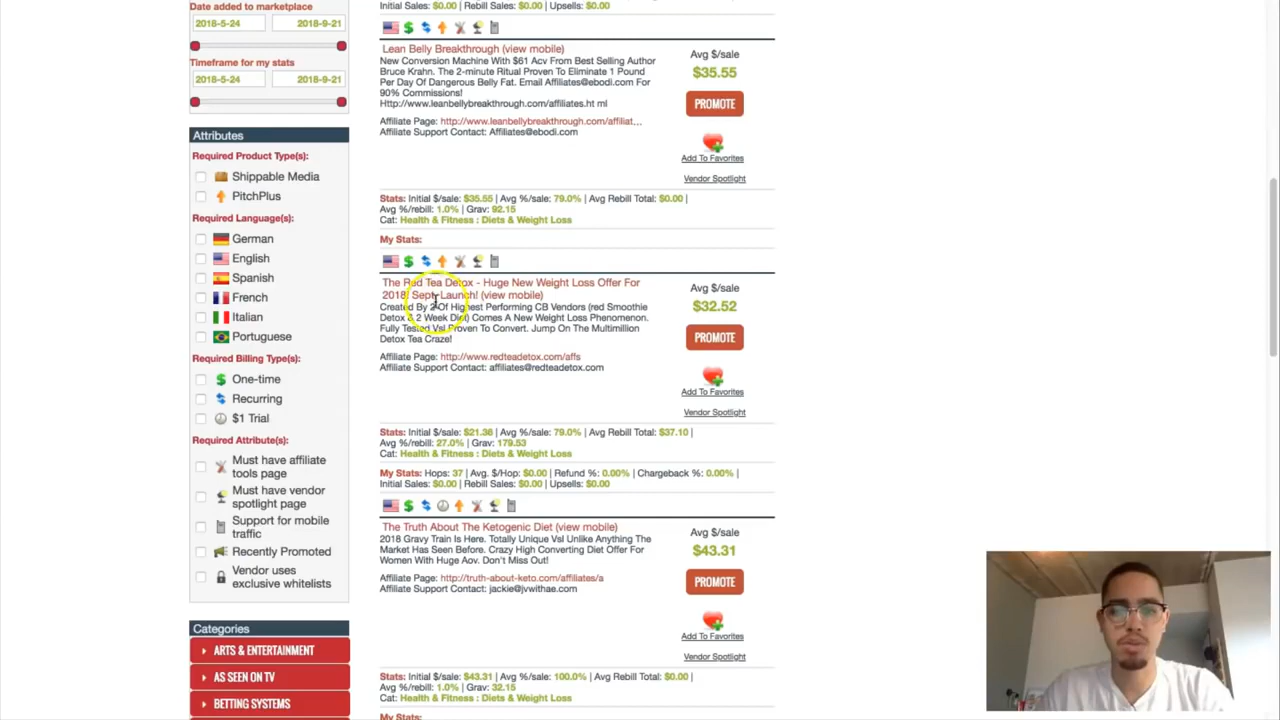 Date added to marketplace
2018-5-24 2018-9-21
Timeframe for my stats
2018-5-24 2018-9-21
Attributes
Required Product Type(s):
Shippable Media
PitchPlus
Required Language(s):
German
English
Spanish
French
Italian
Portuguese
Required Billing Type(s):
One-time
Recurring
$1 Trial
Required Attribute(s):
Must have affiliate
tools page
Must have vendor
spotlight page
Support for mobile
traffic
Recently Promoted
Vendor uses
exclusive whitelists
Categories
ARTS & ENTERTAINMENT
AS SEEN ON TV
BETTING SYSTEMS
Initial Sales: $0.00 | Rebill Sales: $0.00 | Upsells: $0.00
Lean Belly Breakthrough (view mobile)
New Conversion Machine With $61 Acv From Best Selling Author
Bruce Krahn. The 2-minute Ritual Proven To Eliminate 1 Pound
Per Day Of Dangerous Belly Fat. Email Affiliates@ebodi.com For
90% Commissions!
Http://www.leanbellybreakthrough.com/affiliates.ht ml
Affiliate Page: http://www.leanbellybreakthrough.com/affiliat...
Affiliate Support Contact: Affiliates@ebodi.com
Avg $/sale
$35.55
PROMOTE
Add To Favorites
Vendor Spotlight
Stats: Initial $/sale: $35.55 | Avg %/sale: 79.0% | Avg Rebill Total: $0.00 |
Avg %/rebill: 1.0% | Grav: 92.15
Cat: Health & Fitness : Diets & Weight Loss
My Stats:
The Red Tea Detox - Huge New Weight Loss Offer For
2018! Sept Launch! (view mobile)
Created By 2 Of Highest Performing CB Vendors (red Smoothie
Detox & 2 Week Diet) Comes A New Weight Loss Phenomenon.
Fully Tested Vsl Proven To Convert. Jump On The Multimillion
Detox Tea Craze!
Affiliate Page: http://www.redteadetox.com/affs
Affiliate Support Contact: affiliates@redteadetox.com
Avg $/sale
$32.52
PROMOTE
Add To Favorites
Vendor Spotlight
Stats: Initial $/sale: $21.36 | Avg %/sale: 79.0% | Avg Rebill Total: $37.10 |
Avg %/rebill: 27.0% | Grav: 179.53
Cat: Health & Fitness : Diets & Weight Loss
My Stats: Hops: 37 | Avg. $/Hop: $0.00 | Refund %: 0.00% | Chargeback %: 0.00% |
Initial Sales: $0.00 | Rebill Sales: $0.00 | Upsells: $0.00
The Truth About The Ketogenic Diet (view mobile)
2018 Gravy Train Is Here. Totally Unique Vsl Unlike Anything The
Market Has Seen Before. Crazy High Converting Diet Offer For
Women With Huge Aov. Don't Miss Out!
Affiliate Page: http://truth-about-keto.com/affiliates/a
Affiliate Support Contact: jackie@jvwithae.com
Avg $/sale
$43.31
PROMOTE
Add To Favorites
Vendor Spotlight
Stats: Initial $/sale: $43.31 | Avg %/sale: 100.0% | Avg Rebill Total: $0.00 |
Avg %/rebill: 1.0% | Grav: 32.15
Cat: Health & Fitness : Diets & Weight Loss
My Stats: